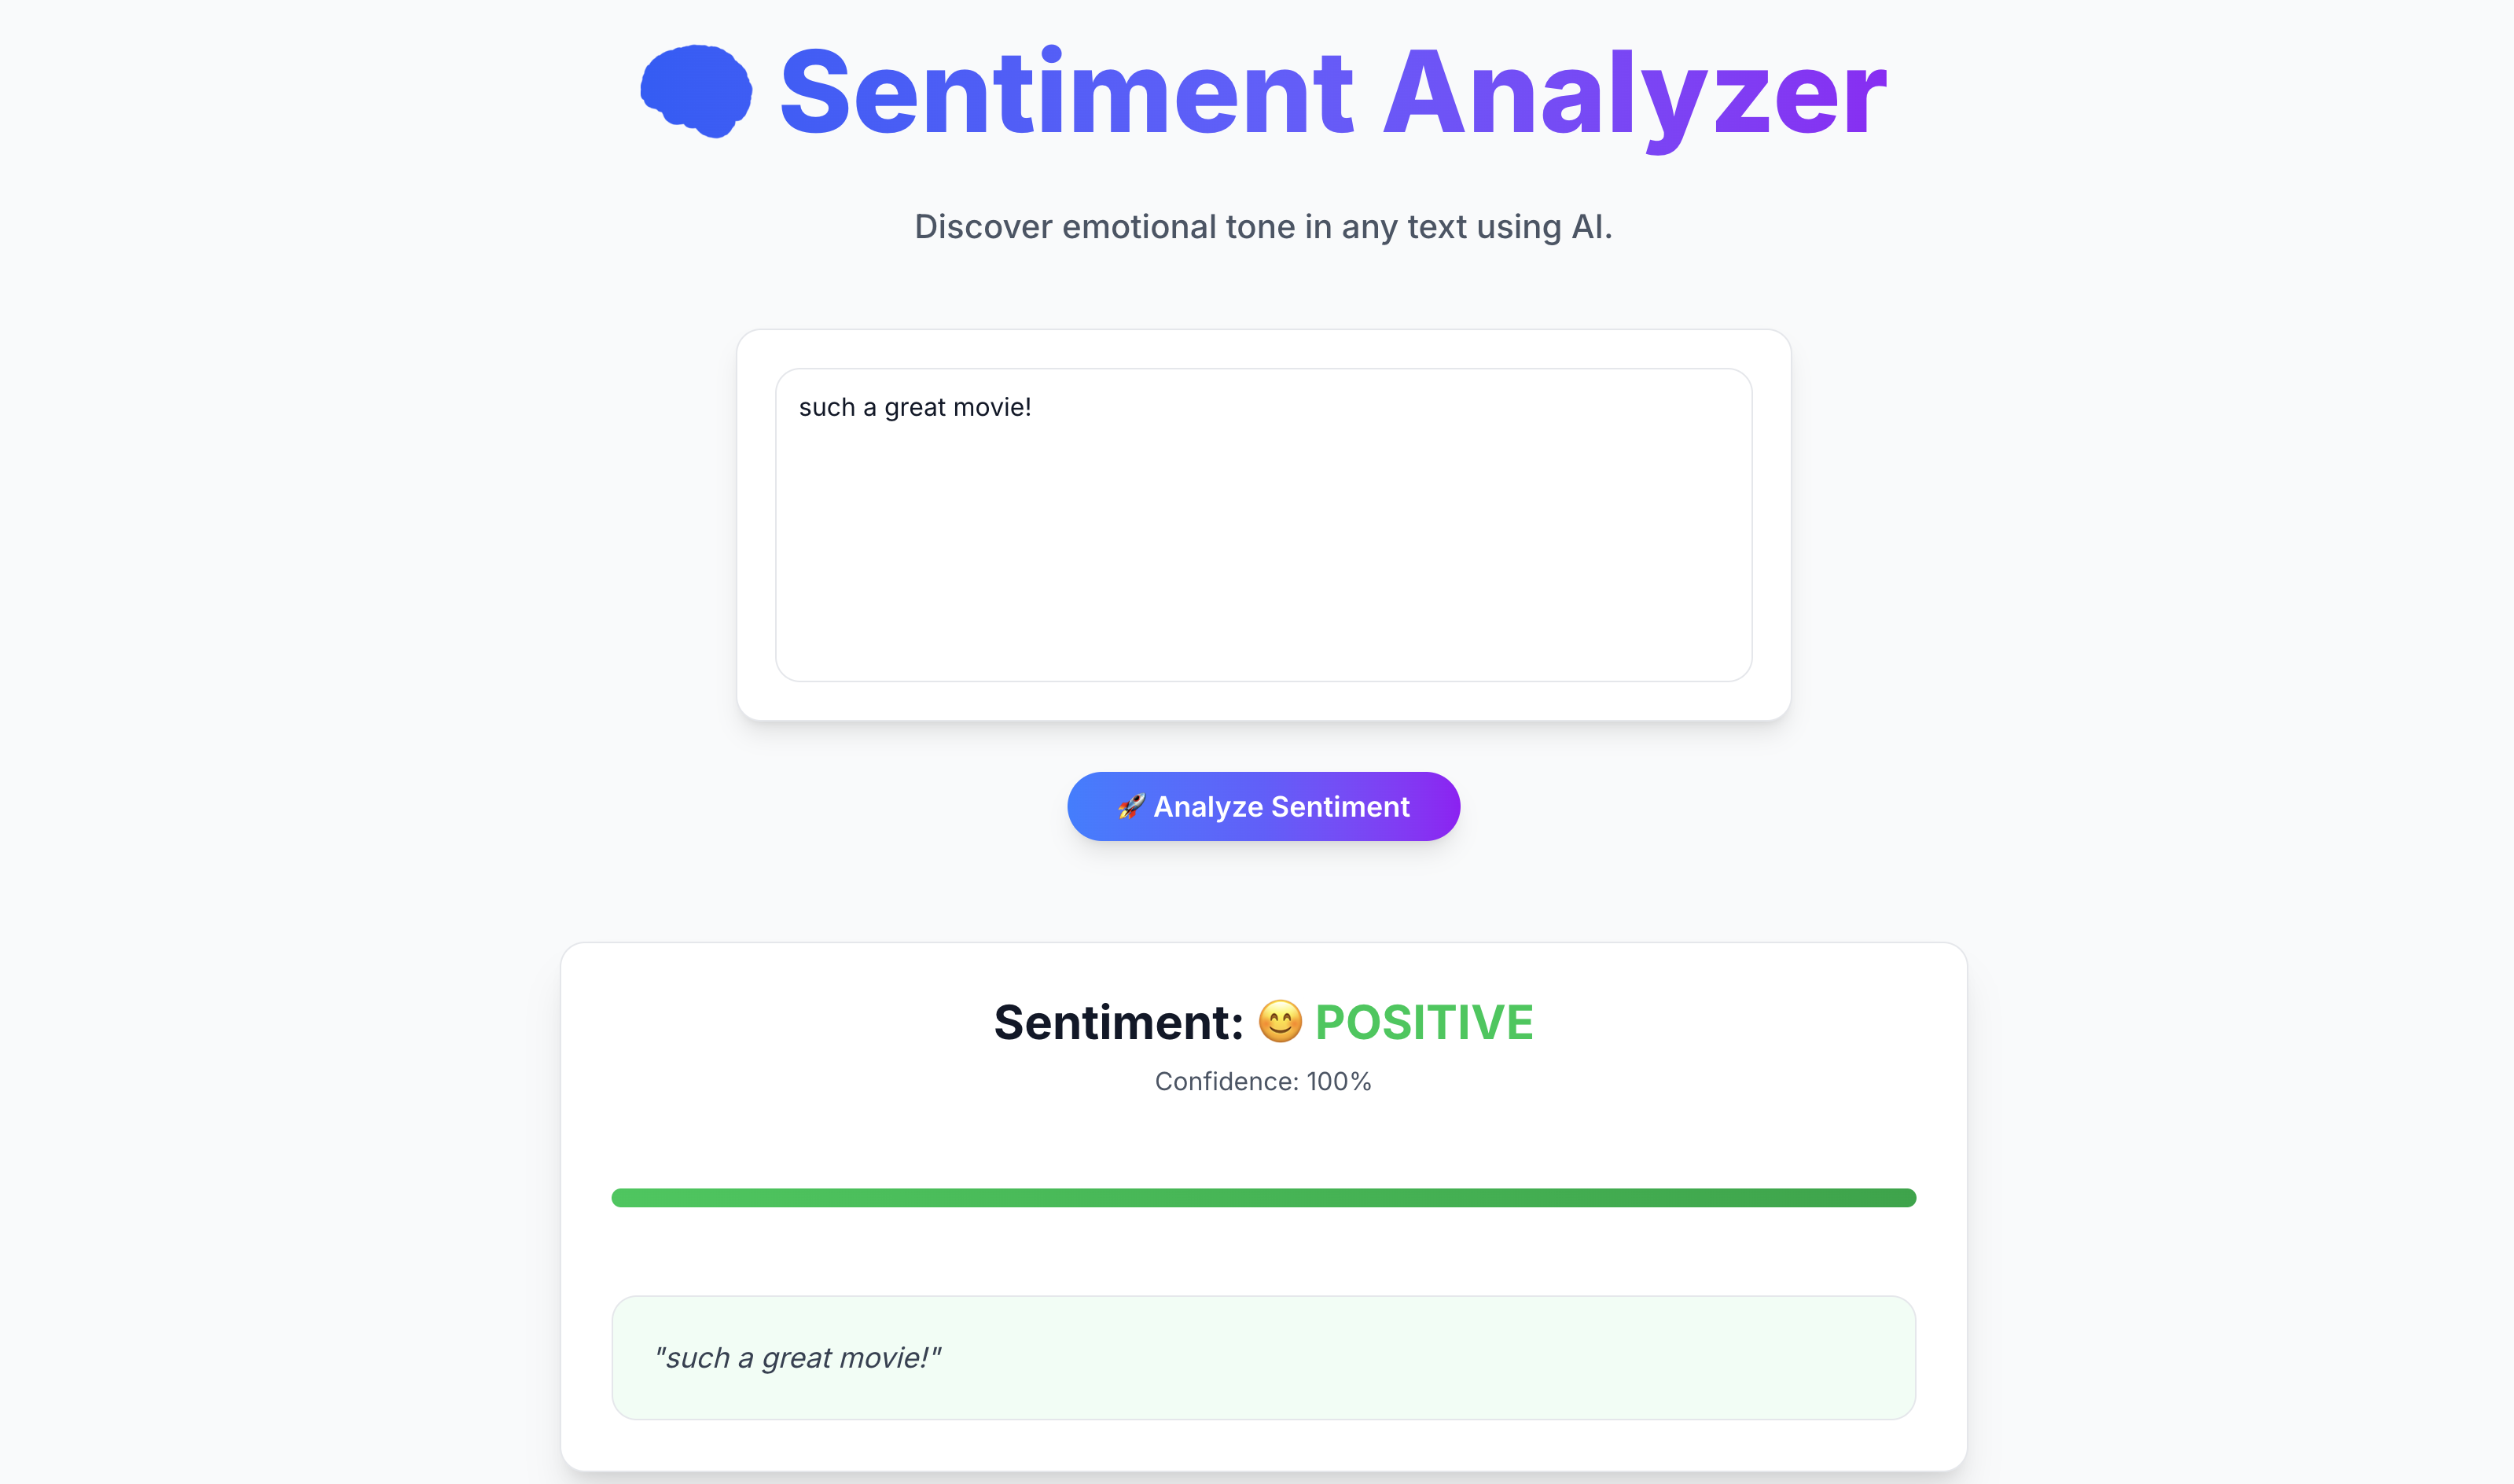 Sentiment Analyzer
Discover emotional tone in any text using AI.
such a great movie!
🚀 Analyze Sentiment
Sentiment: 😊 POSITIVE
Confidence: 100%
"such a great movie!"